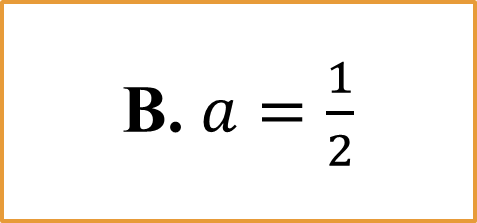 B. a = 1/2